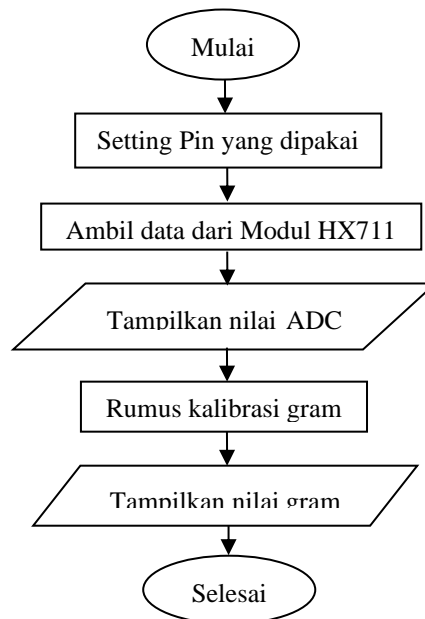 Mulai
Setting Pin yang dipakai
Ambil data dari Modul HX711
Tampilkan nilai ADC
Rumus kalibrasi gram
Tampilkan nilai gram
Selesai